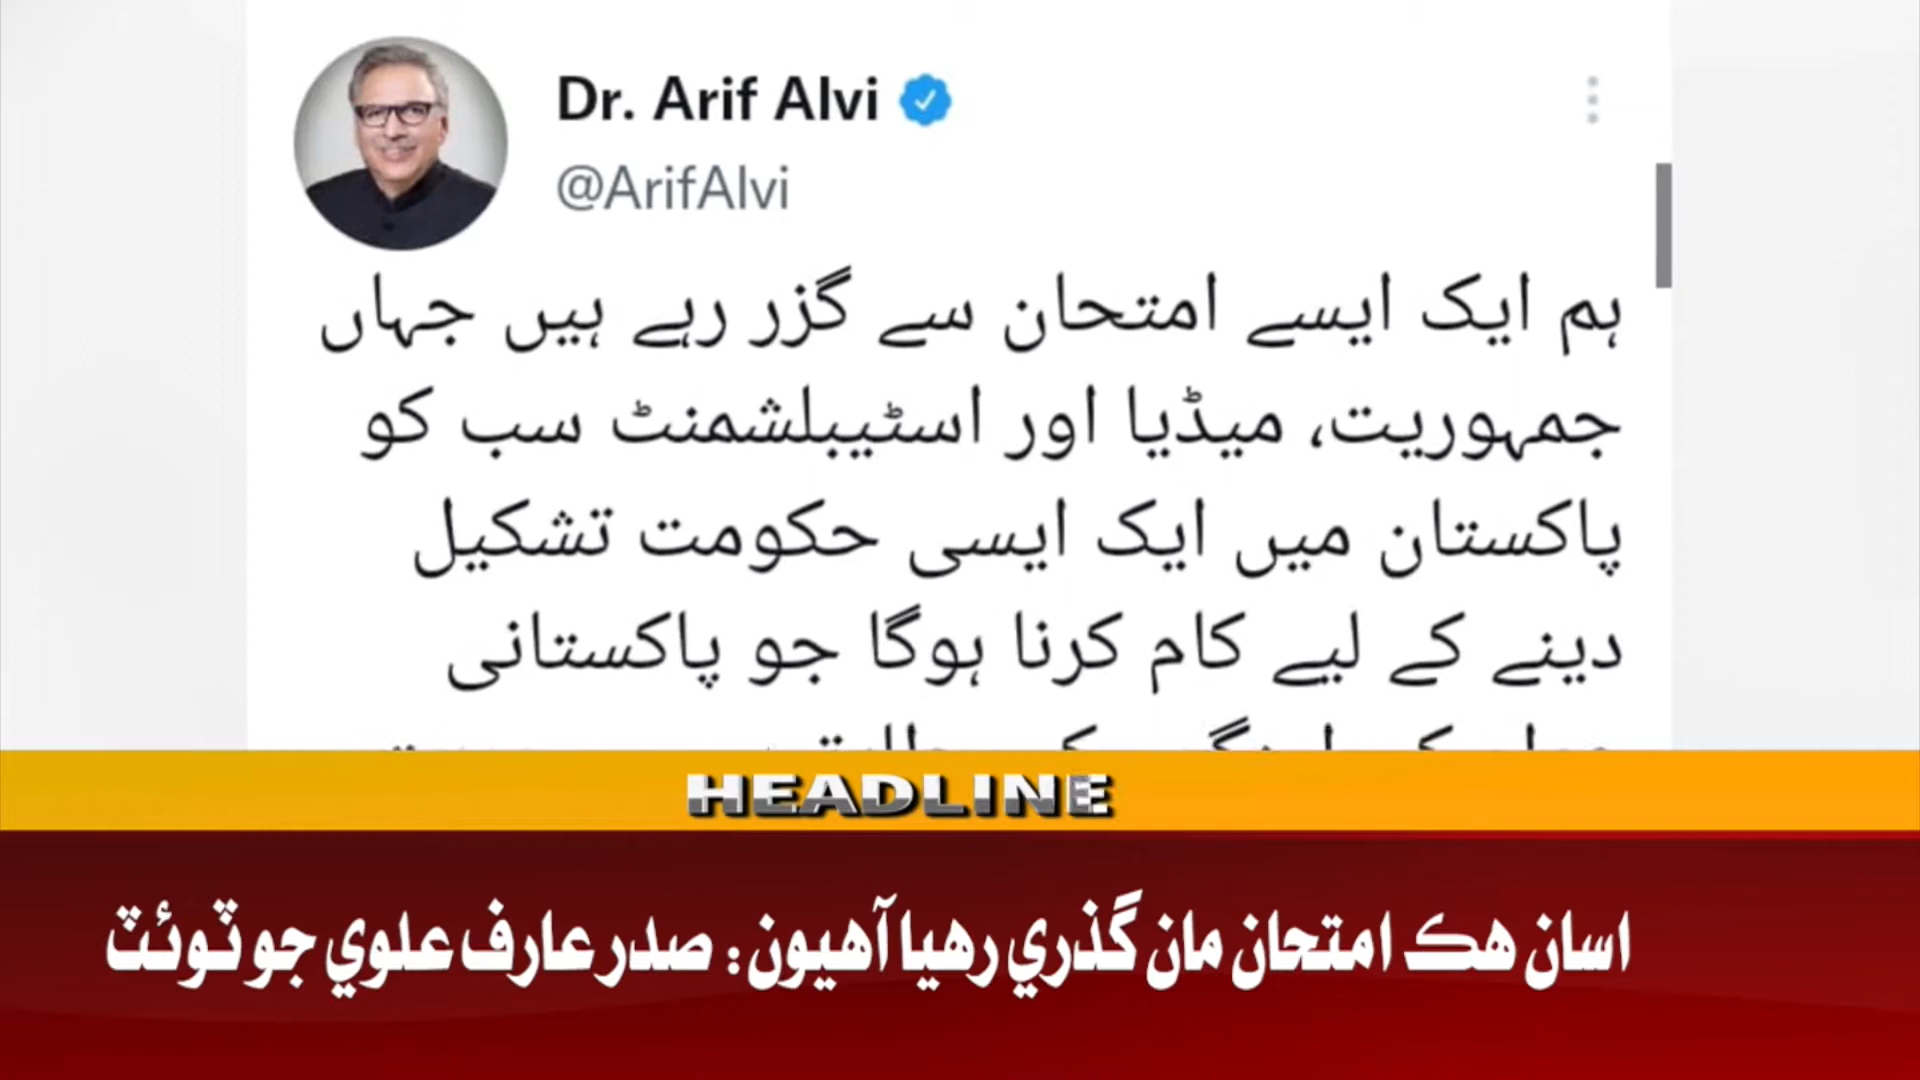 Dr. Arif Alvi
@ArifAlvi
ہم ایک ایسے امتحان سے گزر رہے ہیں جہاں
جمہوریت، میڈیا اور اسٹیبلشمنٹ سب کو
پاکستان میں ایک ایسی حکومت تشکیل
دینے کے لیے کام کرنا ہوگا جو پاکستانی
HEADLINE
اسان هڪ امتحان مان گذري رهيا آهيون: صدر عارف علوي جو ٽوئٽ